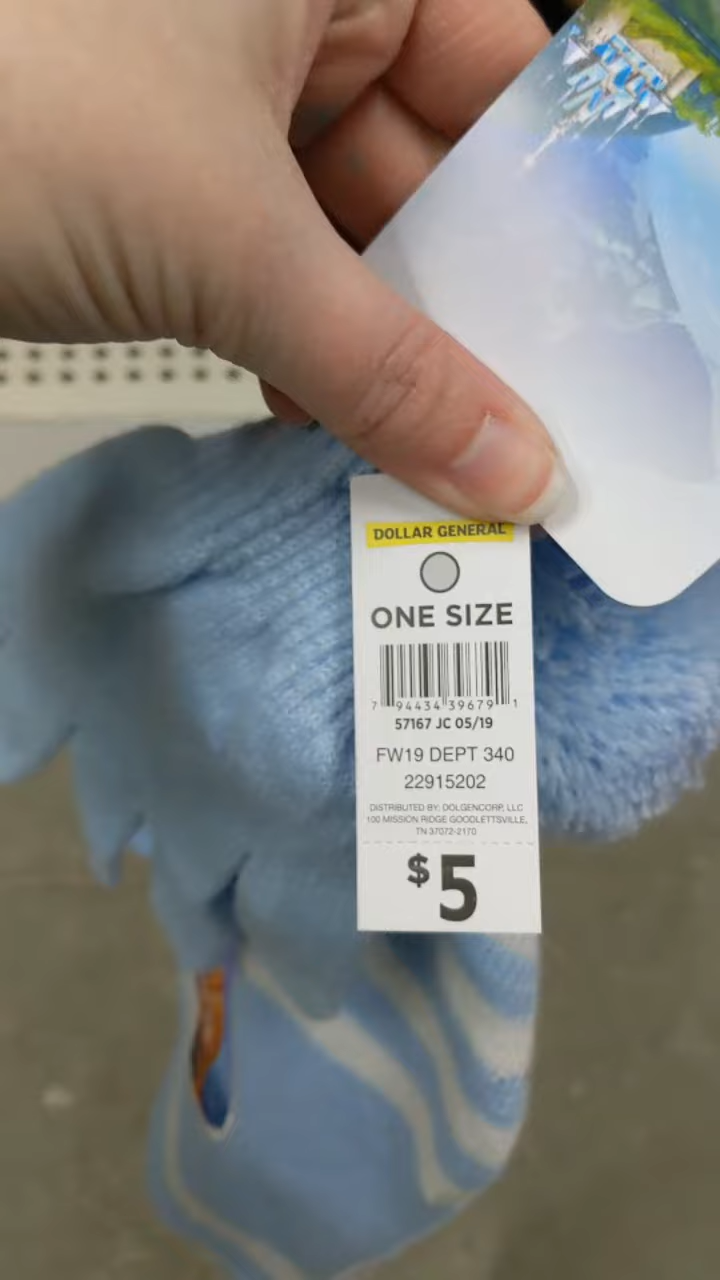 DOLLAR GENERAL
ONE SIZE
7 94434 39679 1
57167 JC 05/19
FW19 DEPT 340
22915202
DISTRIBUTED BY: DOLGENCORP, LLC
100 MISSION RIDGE GOODLETTSVILLE,
TN 37072-2170
$5